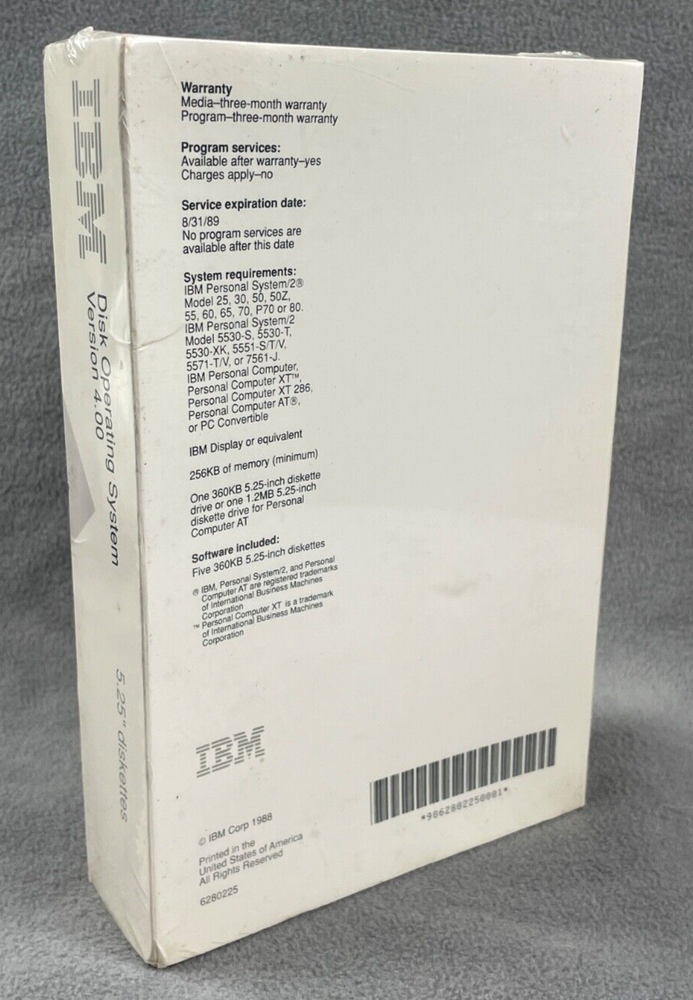 IBM
Disk Operating System
Version 4.00
5.25" diskettes
Warranty
Media–three-month warranty
Program–three-month warranty
Program services:
Available after warranty–yes
Charges apply–no
Service expiration date:
8/31/89
No program services are
available after this date
System requirements:
IBM Personal System/2®
Model 25, 30, 50, 50Z,
55, 60, 65, 70, P70 or 80.
IBM Personal System/2
Model 5530-S, 5530-T,
5530-XK, 5551-S/T/V,
5571-T/V, or 7561-J.
IBM Personal Computer,
Personal Computer XT™,
Personal Computer XT 286,
Personal Computer AT®,
or PC Convertible
IBM Display or equivalent
256KB of memory (minimum)
One 360KB 5.25-inch diskette
drive or one 1.2MB 5.25-inch
diskette drive for Personal
Computer AT
Software included:
Five 360KB 5.25-inch diskettes
® IBM, Personal System/2, and Personal
Computer AT are registered trademarks
of International Business Machines
Corporation
™ Personal Computer XT is a trademark
of International Business Machines
Corporation
IBM®
*9062802250001*
© IBM Corp 1988
Printed in the
United States of America
All Rights Reserved
6280225